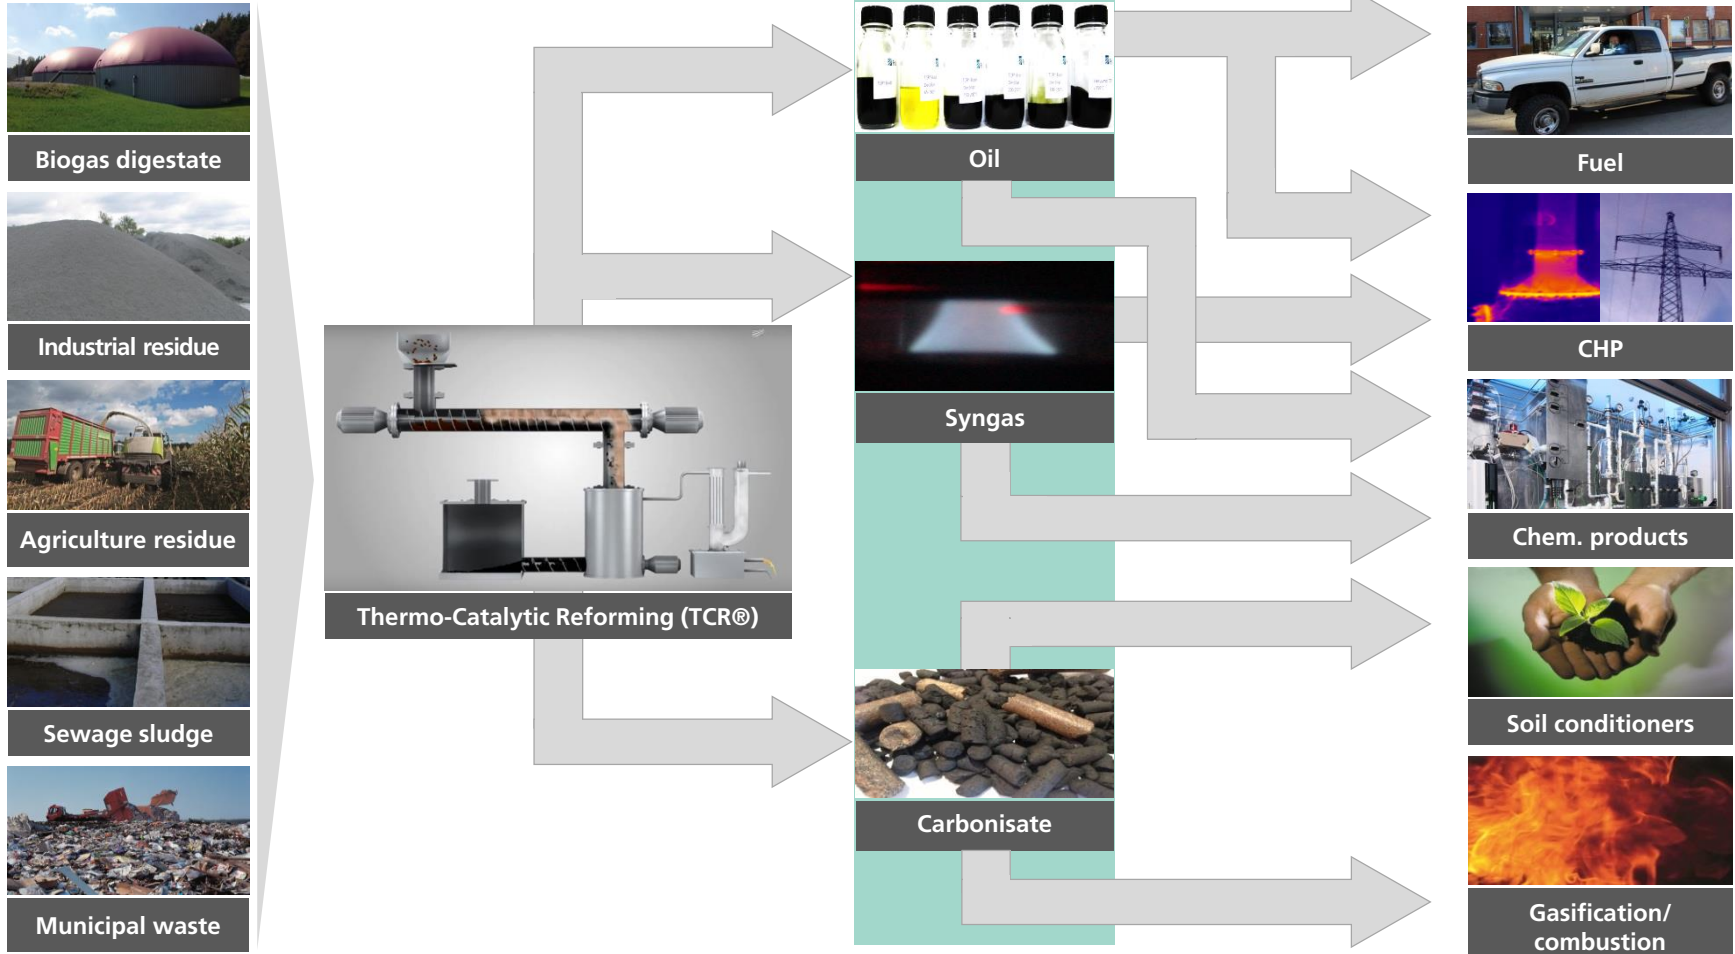 Biogas digestate
Industrial residue
Agriculture residue
Sewage sludge
Municipal waste
Thermo-Catalytic Reforming (TCR®)
Oil
Syngas
Carbonisate
Fuel
CHP
Chem. products
Soil conditioners
Gasification/
combustion